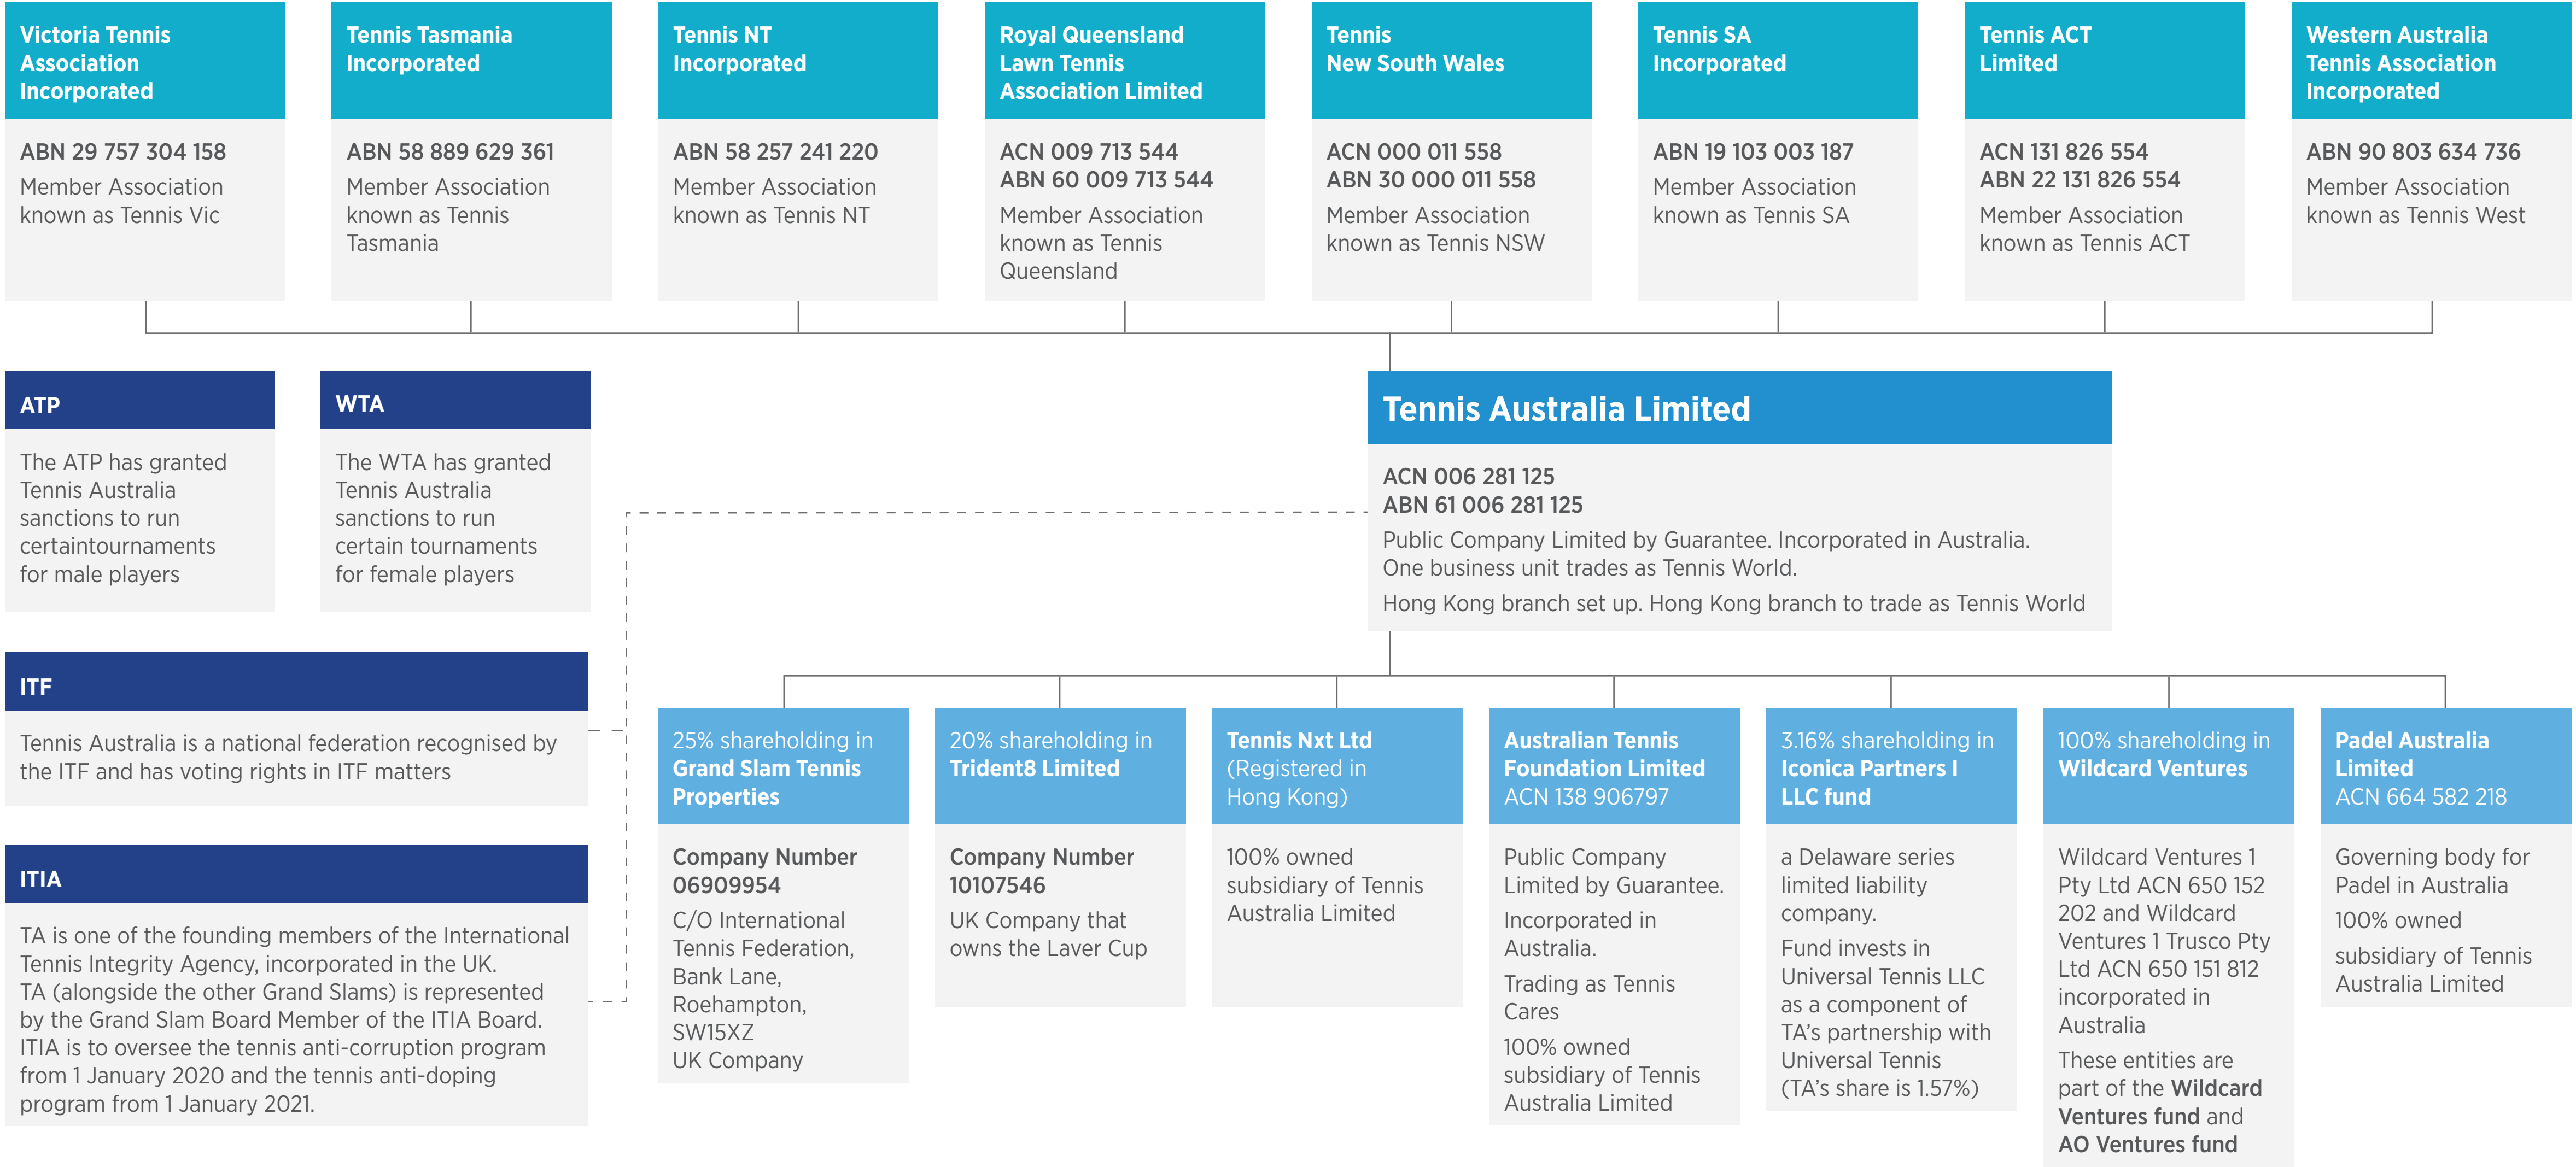 Victoria Tennis
Association
Incorporated
ABN 29 757 304 158
Member Association
known as Tennis Vic
Tennis Tasmania
Incorporated
ABN 58 889 629 361
Member Association
known as Tennis
Tasmania
Tennis NT
Incorporated
ABN 58 257 241 220
Member Association
known as Tennis NT
Royal Queensland
Lawn Tennis
Association Limited
ACN 009 713 544
ABN 60 009 713 544
Member Association
known as Tennis
Queensland
Tennis
New South Wales
ACN 000 011 558
ABN 30 000 011 558
Member Association
known as Tennis NSW
Tennis SA
Incorporated
ABN 19 103 003 187
Member Association
known as Tennis SA
Tennis ACT
Limited
ACN 131 826 554
ABN 22 131 826 554
Member Association
known as Tennis ACT
Western Australia
Tennis Association
Incorporated
ABN 90 803 634 736
Member Association
known as Tennis West
ATP
The ATP has granted
Tennis Australia
sanctions to run
certaintournaments
for male players
WTA
The WTA has granted
Tennis Australia
sanctions to run
certain tournaments
for female players
Tennis Australia Limited
ACN 006 281 125
ABN 61 006 281 125
Public Company Limited by Guarantee. Incorporated in Australia.
One business unit trades as Tennis World.
Hong Kong branch set up. Hong Kong branch to trade as Tennis World
ITF
Tennis Australia is a national federation recognised by
the ITF and has voting rights in ITF matters
ITIA
TA is one of the founding members of the International
Tennis Integrity Agency, incorporated in the UK.
TA (alongside the other Grand Slams) is represented
by the Grand Slam Board Member of the ITIA Board.
ITIA is to oversee the tennis anti-corruption program
from 1 January 2020 and the tennis anti-doping
program from 1 January 2021.
25% shareholding in
Grand Slam Tennis
Properties
Company Number
06909954
C/O International
Tennis Federation,
Bank Lane,
Roehampton,
SW15XZ
UK Company
20% shareholding in
Trident8 Limited
Company Number
10107546
UK Company that
owns the Laver Cup
Tennis Nxt Ltd
(Registered in
Hong Kong)
100% owned
subsidiary of Tennis
Australia Limited
Australian Tennis
Foundation Limited
ACN 138 906797
Public Company
Limited by Guarantee.
Incorporated in
Australia.
Trading as Tennis
Cares
100% owned
subsidiary of Tennis
Australia Limited
3.16% shareholding in
Iconica Partners I
LLC fund
a Delaware series
limited liability
company.
Fund invests in
Universal Tennis LLC
as a component of
TA’s partnership with
Universal Tennis
(TA’s share is 1.57%)
100% shareholding in
Wildcard Ventures
Wildcard Ventures 1
Pty Ltd ACN 650 152
202 and Wildcard
Ventures 1 Trusco Pty
Ltd ACN 650 151 812
incorporated in
Australia
These entities are
part of the Wildcard
Ventures fund and
AO Ventures fund
Padel Australia
Limited
ACN 664 582 218
Governing body for
Padel in Australia
100% owned
subsidiary of Tennis
Australia Limited